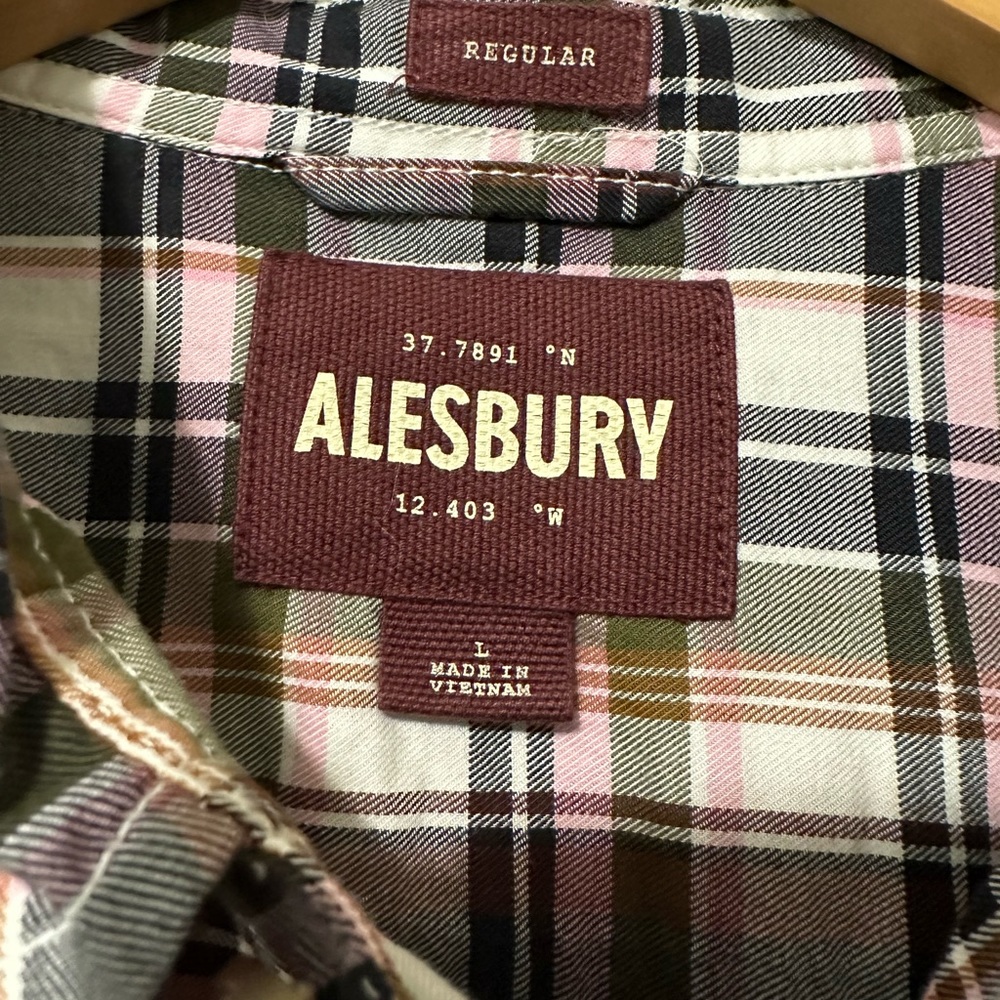 REGULAR
37.7891 °N
ALESBURY
12.403 °W
L
MADE IN
VIETNAM